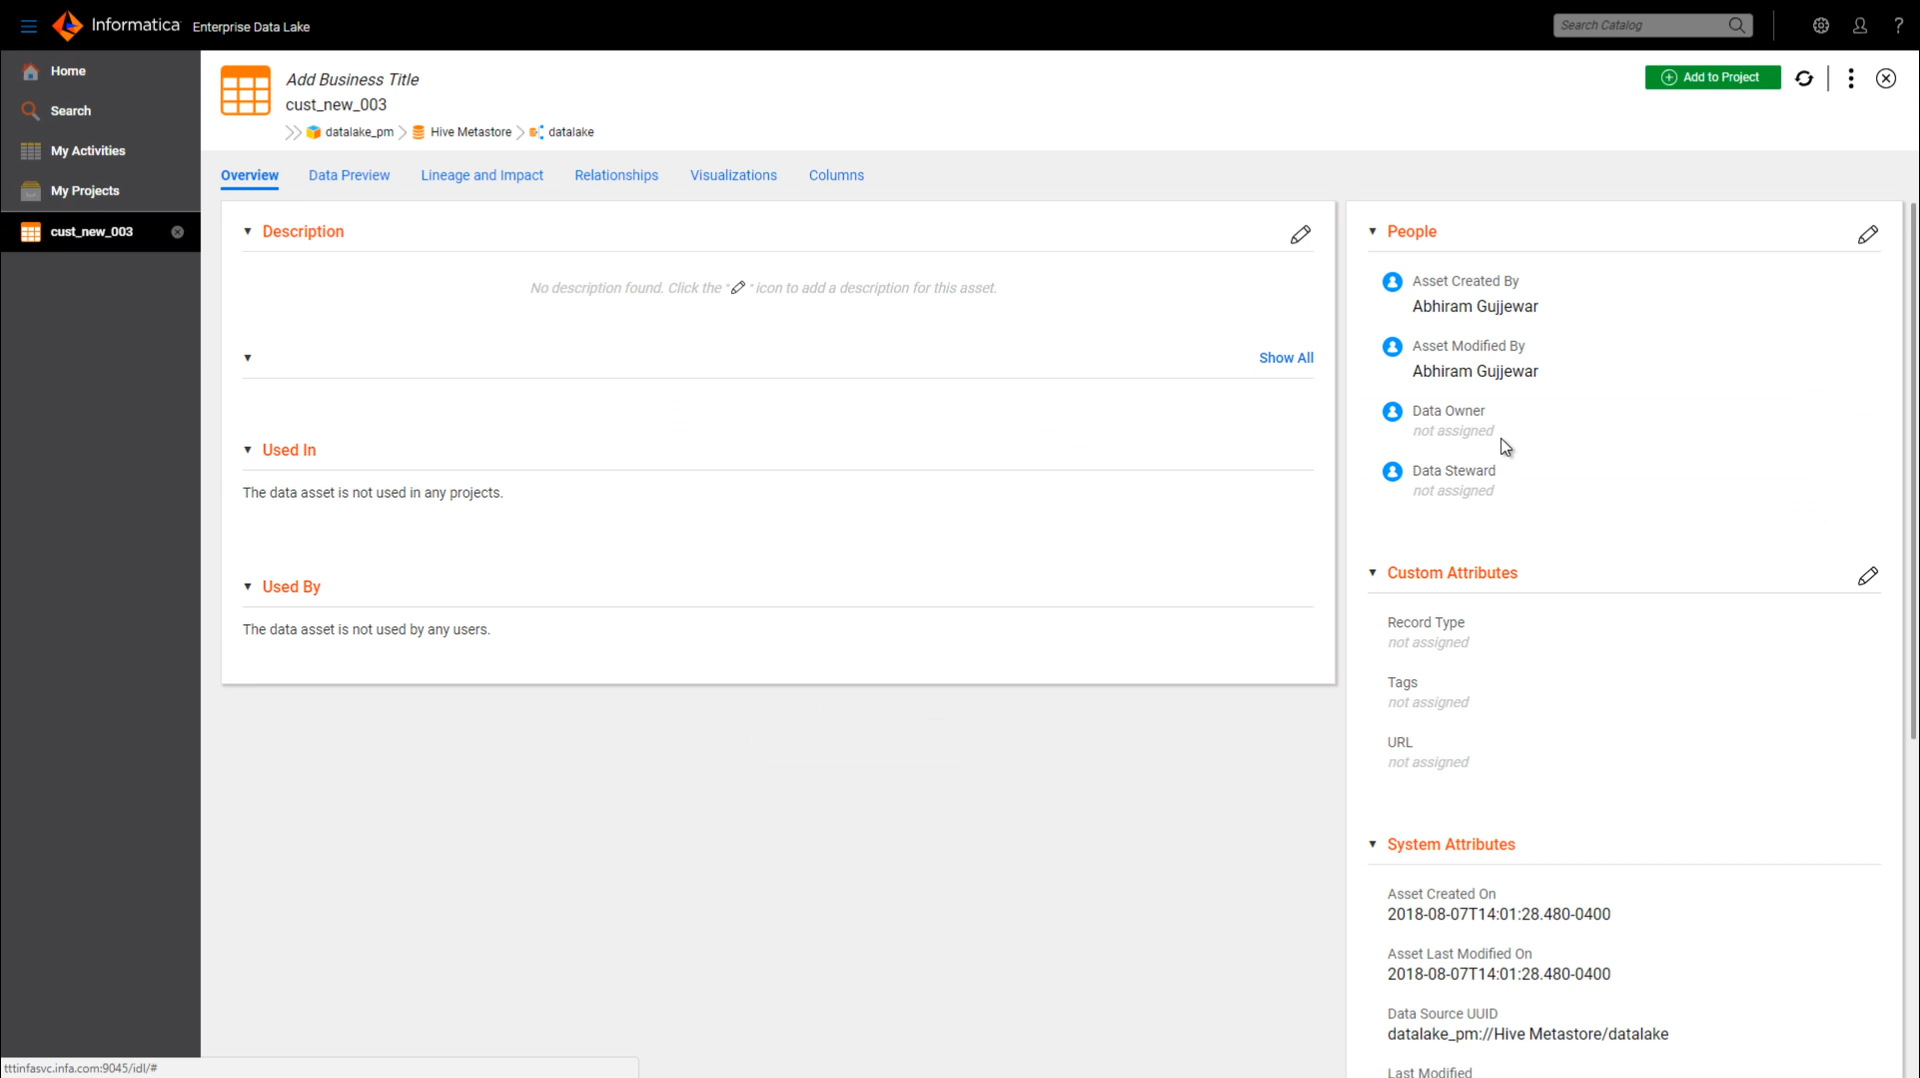 Informatica Enterprise Data Lake
Search Catalog
?
Home
Search
My Activities
My Projects
cust_new_003
Add Business Title
cust_new_003
datalake_pm Hive Metastore datalake
Add to Project
Overview Data Preview Lineage and Impact Relationships Visualizations Columns
Description
No description found. Click the " " icon to add a description for this asset.
Show All
Used In
The data asset is not used in any projects.
Used By
The data asset is not used by any users.
People
Asset Created By
Abhiram Gujjewar
Asset Modified By
Abhiram Gujjewar
Data Owner
not assigned
Data Steward
not assigned
Custom Attributes
Record Type
not assigned
Tags
not assigned
URL
not assigned
System Attributes
Asset Created On
2018-08-07T14:01:28.480-0400
Asset Last Modified On
2018-08-07T14:01:28.480-0400
Data Source UUID
datalake_pm://Hive Metastore/datalake
Last Modified
tttinfasvc.infa.com:9045/idl/#